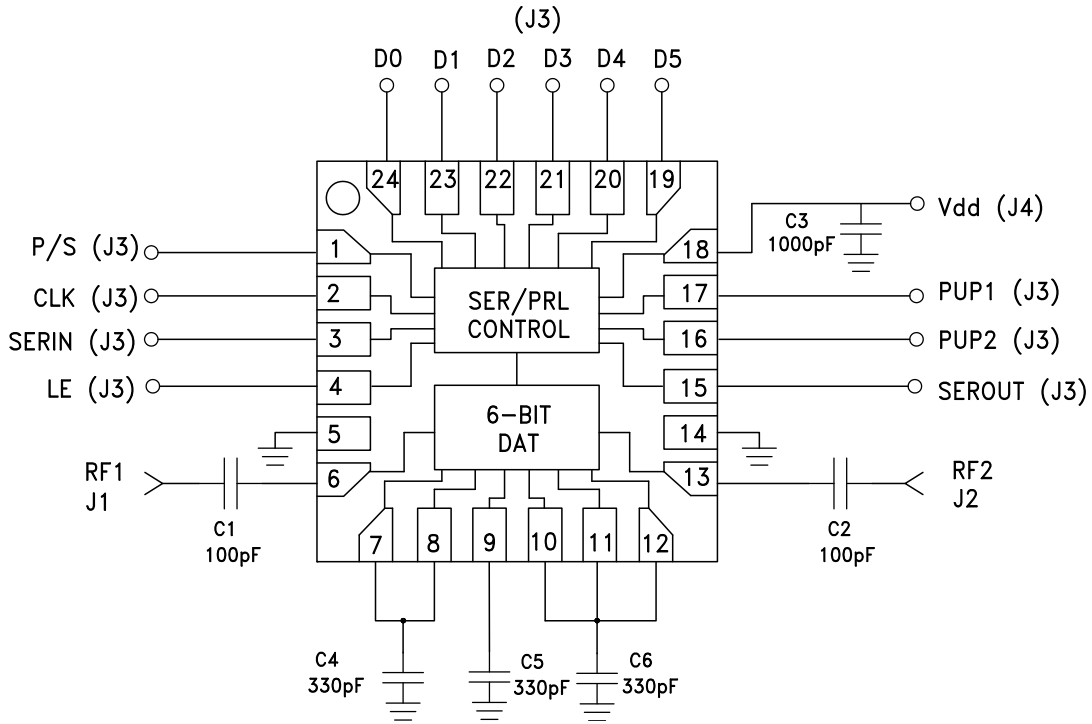 (J3)
D0 D1 D2 D3 D4 D5
24 23 22 21 20 19
P/S (J3)
CLK (J3)
SERIN (J3)
LE (J3)
1
2
3
4
5
6
SER/PRL
CONTROL
6-BIT
DAT
18
17
16
15
14
13
C3
1000pF
Vdd (J4)
PUP1 (J3)
PUP2 (J3)
SEROUT (J3)
RF1
J1
C1
100pF
RF2
J2
C2
100pF
7 8 9 10 11 12
C4
330pF
C5
330pF
C6
330pF